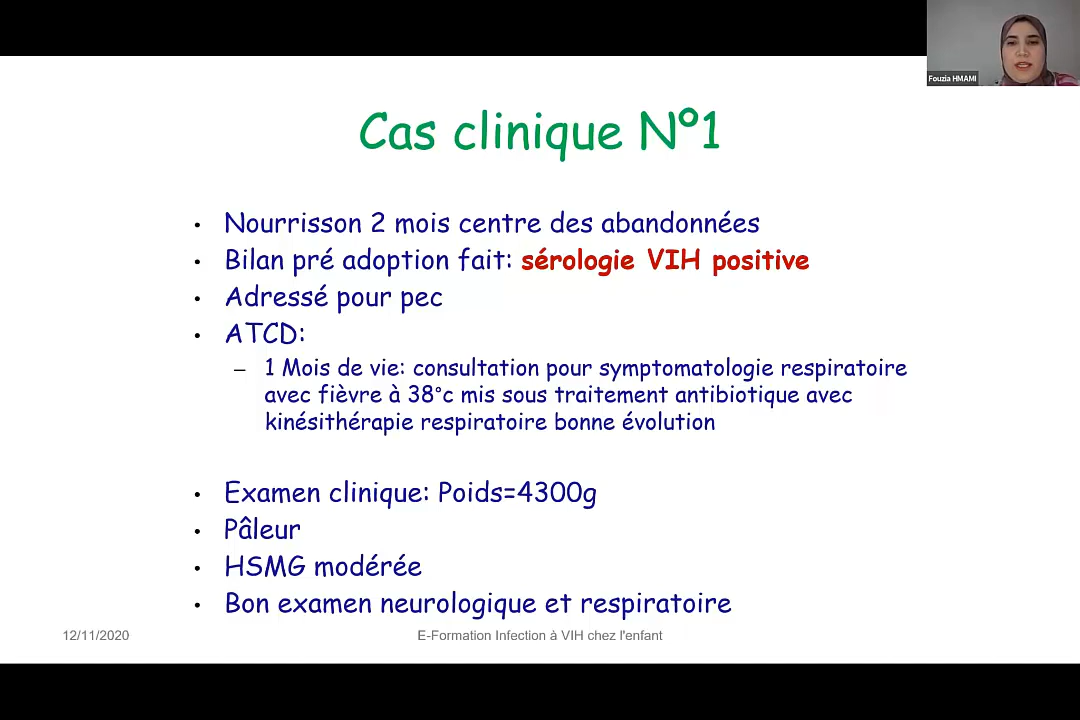 Fouzia HMAMI
Cas clinique Nº1
• Nourrisson 2 mois centre des abandonnées
• Bilan pré adoption fait: sérologie VIH positive
• Adressé pour pec
• ATCD:
– 1 Mois de vie: consultation pour symptomatologie respiratoire
avec fièvre à 38°c mis sous traitement antibiotique avec
kinésithérapie respiratoire bonne évolution
• Examen clinique: Poids=4300g
• Pâleur
• HSMG modérée
• Bon examen neurologique et respiratoire
12/11/2020
E-Formation Infection à VIH chez l'enfant